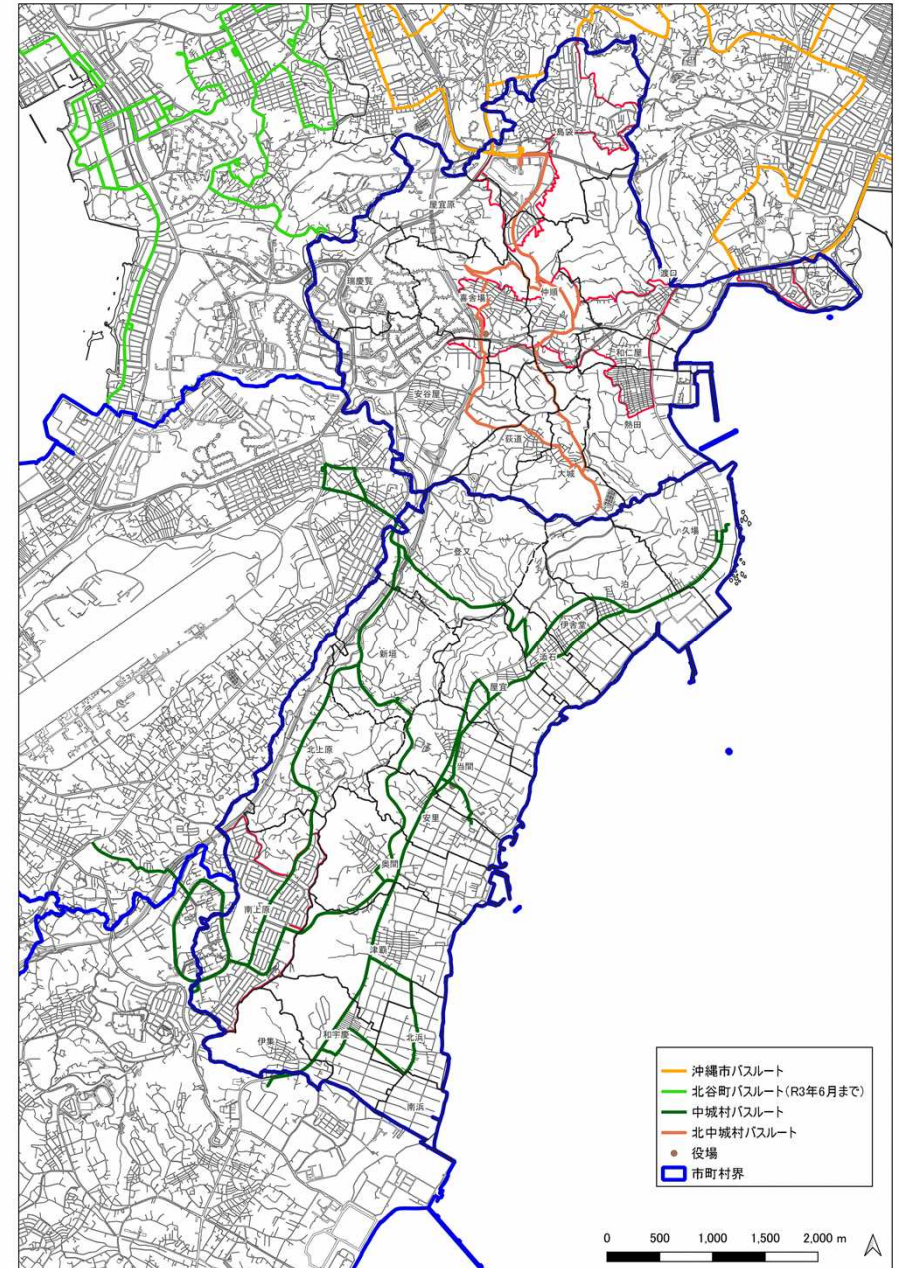 島袋
屋宜原
渡口
瑞慶覧
喜舎場
仲順
和仁屋
安谷屋
熱田
荻道
大城
久場
登又
泊
伊舎堂
新垣
添石
屋宜
北上原
当間
安里
奥間
南上原
津覇
和宇慶
北浜
伊集
南浜
沖縄市バスルート
北谷町バスルート(R3年6月まで)
中城村バスルート
北中城村バスルート
役場
市町村界
0 500 1,000 1,500 2,000 m